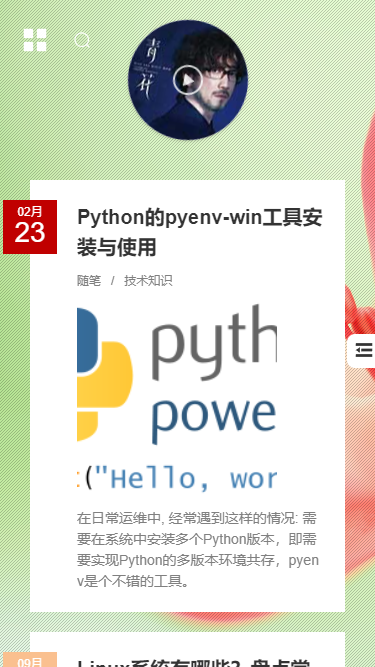 青
花
02月
23
Python的pyenv-win工具安
装与使用
随笔 / 技术知识
pyth
powe
("Hello, wor
在日常运维中, 经常遇到这样的情况: 需
要在系统中安装多个Python版本，即需
要实现Python的多版本环境共存，pyen
v是个不错的工具。
09月
Linux系统有哪些？盘点常